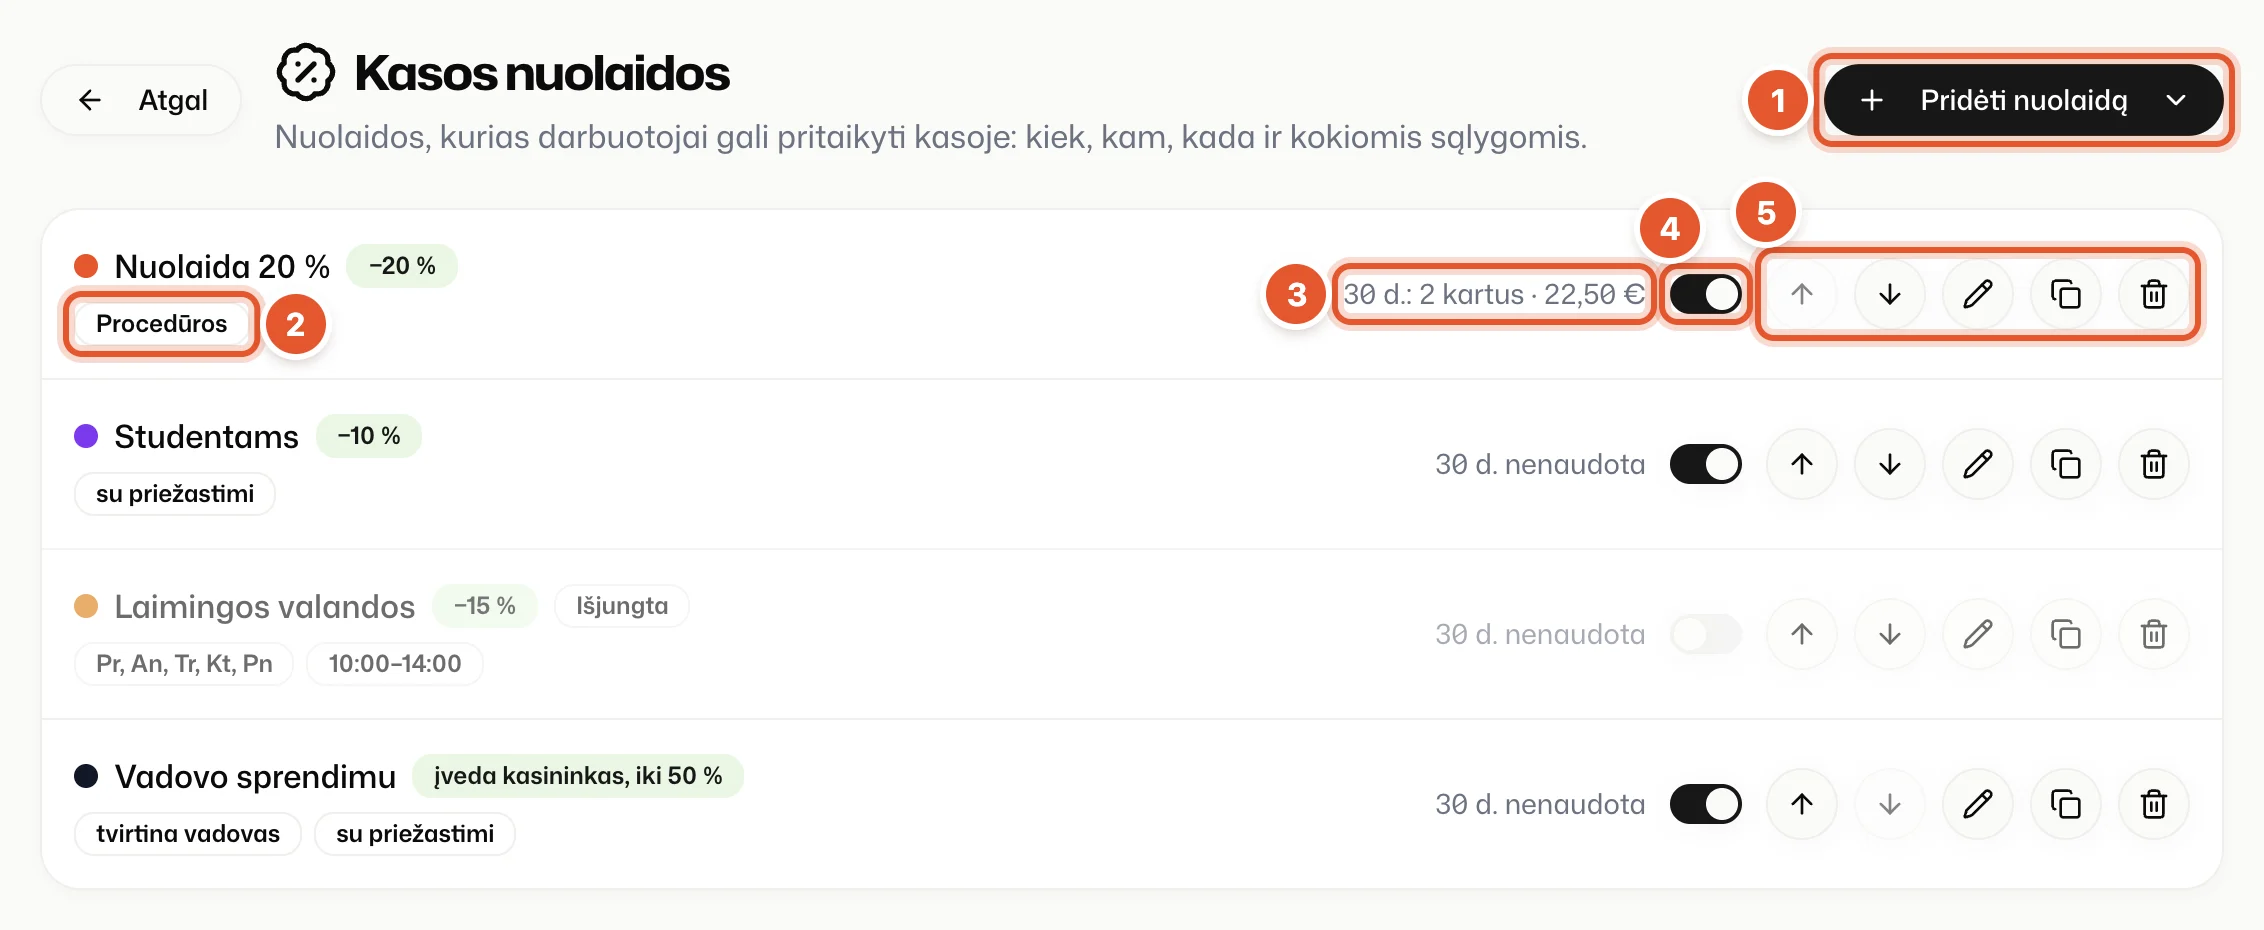 Atgal
Kasos nuolaidos
Nuolaidos, kurias darbuotojai gali pritaikyti kasoje: kiek, kam, kada ir kokiomis sąlygomis.
1
Pridėti nuolaidą
Nuolaida 20 %
−20 %
Procedūros
2
3
30 d.: 2 kartus · 22,50 €
4
5
Studentams
−10 %
su priežastimi
30 d. nenaudota
Laimingos valandos
−15 %
Išjungta
Pr, An, Tr, Kt, Pn
10:00–14:00
30 d. nenaudota
Vadovo sprendimu
įveda kasininkas, iki 50 %
tvirtina vadovas
su priežastimi
30 d. nenaudota